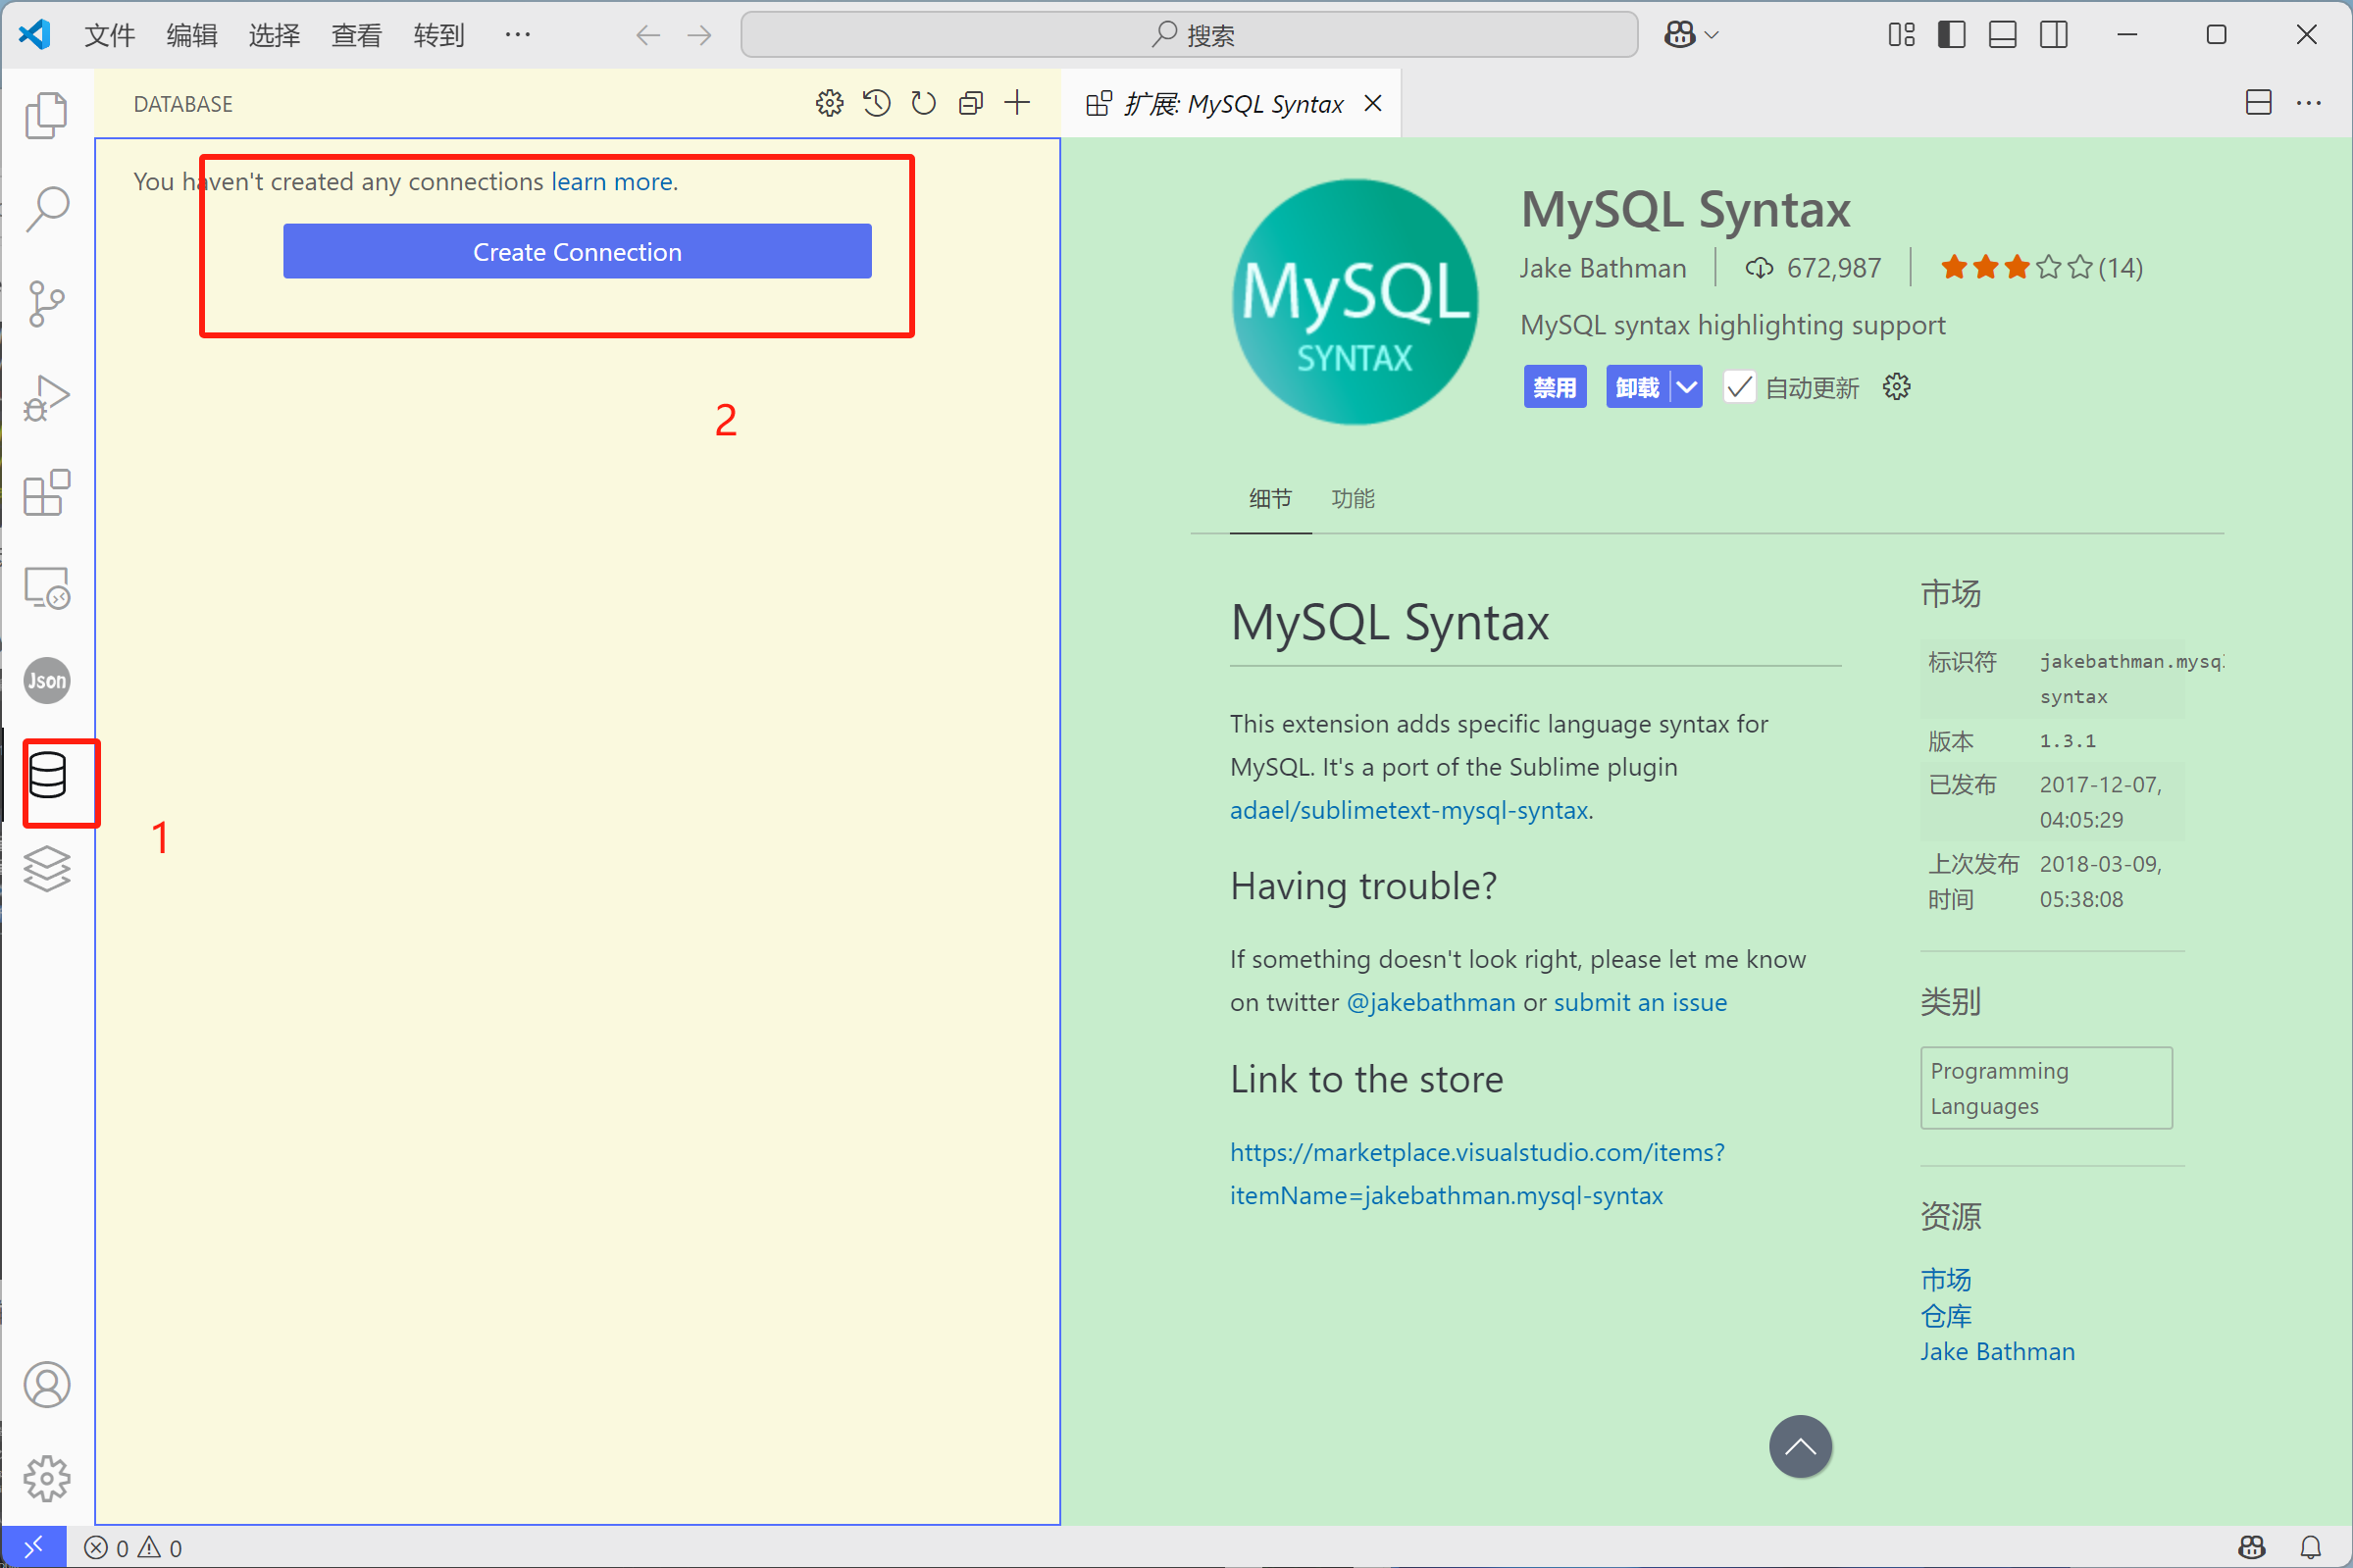 文件 编辑 选择 查看 转到 ···
搜索
DATABASE
扩展: MySQL Syntax
You haven't created any connections learn more.
Create Connection
2
1
Json
MySQL
SYNTAX
MySQL Syntax
Jake Bathman
672,987
(14)
MySQL syntax highlighting support
禁用
卸载
自动更新
细节
功能
MySQL Syntax
This extension adds specific language syntax for
MySQL. It's a port of the Sublime plugin
adael/sublimetext-mysql-syntax.
Having trouble?
If something doesn't look right, please let me know
on twitter @jakebathman or submit an issue
Link to the store
https://marketplace.visualstudio.com/items?
itemName=jakebathman.mysql-syntax
市场
标识符 jakebathman.mysq
syntax
版本 1.3.1
已发布 2017-12-07,
04:05:29
上次发布 2018-03-09,
时间 05:38:08
类别
Programming
Languages
资源
市场
仓库
Jake Bathman
0 0